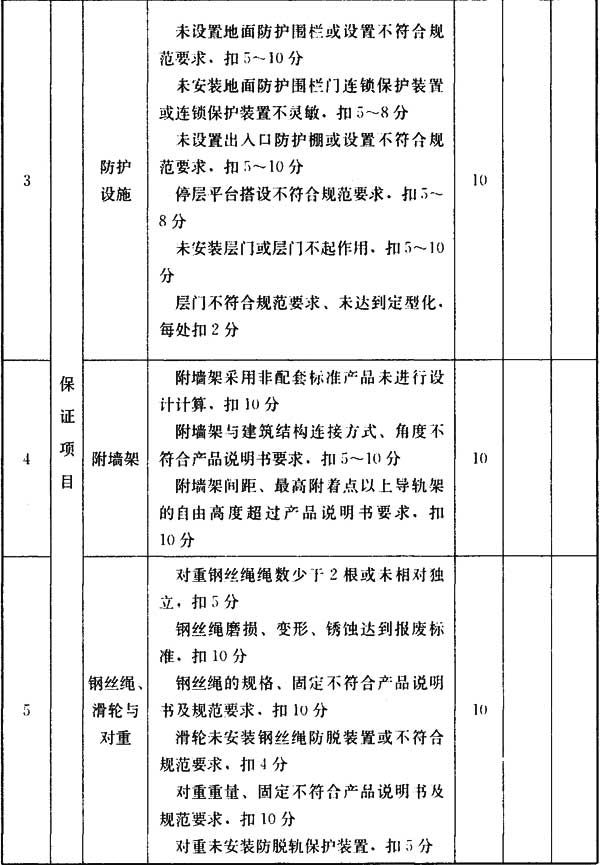 3
保证项目
防护
设施
未设置地面防护围栏或设置不符合规
范要求，扣5～10分
未安装地面防护围栏门连锁保护装置
或连锁保护装置不灵敏，扣5～8分
未设置出入口防护棚或设置不符合规
范要求，扣5～10分
停层平台搭设不符合规范要求，扣5～
8分
未安装层门或层门不起作用，扣5～10
分
层门不符合规范要求、未达到定型化，
每处扣2分
10
4
附墙架
附墙架采用非配套标准产品未进行设
计计算，扣10分
附墙架与建筑结构连接方式、角度不
符合产品说明书要求，扣5～10分
附墙架间距、最高附着点以上导轨架
的自由高度超过产品说明书要求，扣
10分
10
5
钢丝绳、
滑轮与
对重
对重钢丝绳绳数少于2根或未相对独
立，扣5分
钢丝绳磨损、变形、锈蚀达到报废标
准，扣10分
钢丝绳的规格、固定不符合产品说明
书及规范要求，扣10分
滑轮未安装钢丝绳防脱装置或不符合
规范要求，扣4分
对重重量、固定不符合产品说明书及
规范要求，扣10分
对重未安装防脱轨保护装置，扣5分
10